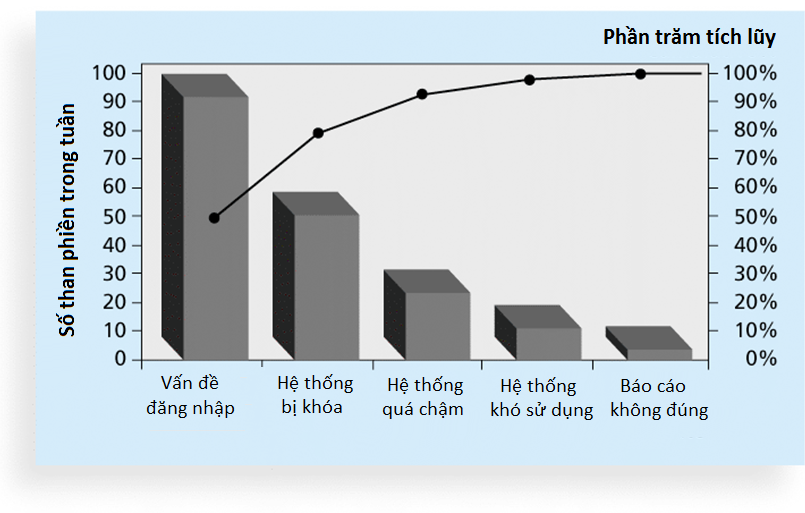 Phần trăm tích lũy
Số than phiền trong tuần
100
90
80
70
60
50
40
30
20
10
0
100%
90%
80%
70%
60%
50%
40%
30%
20%
10%
0%
Vấn đề
đăng nhập
Hệ thống
bị khóa
Hệ thống
quá chậm
Hệ thống
khó sử dụng
Báo cáo
không đúng